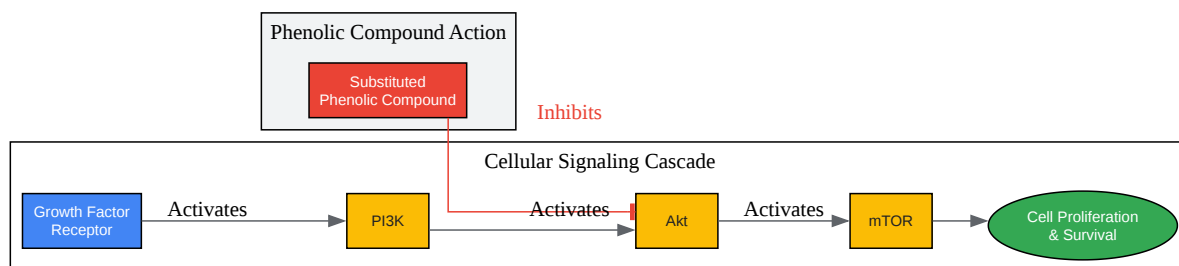 Phenolic Compound Action
Substituted
Phenolic Compound
Inhibits
Cellular Signaling Cascade
Growth Factor
Receptor
Activates
PI3K
Activates
Akt
Activates
mTOR
Cell Proliferation
& Survival